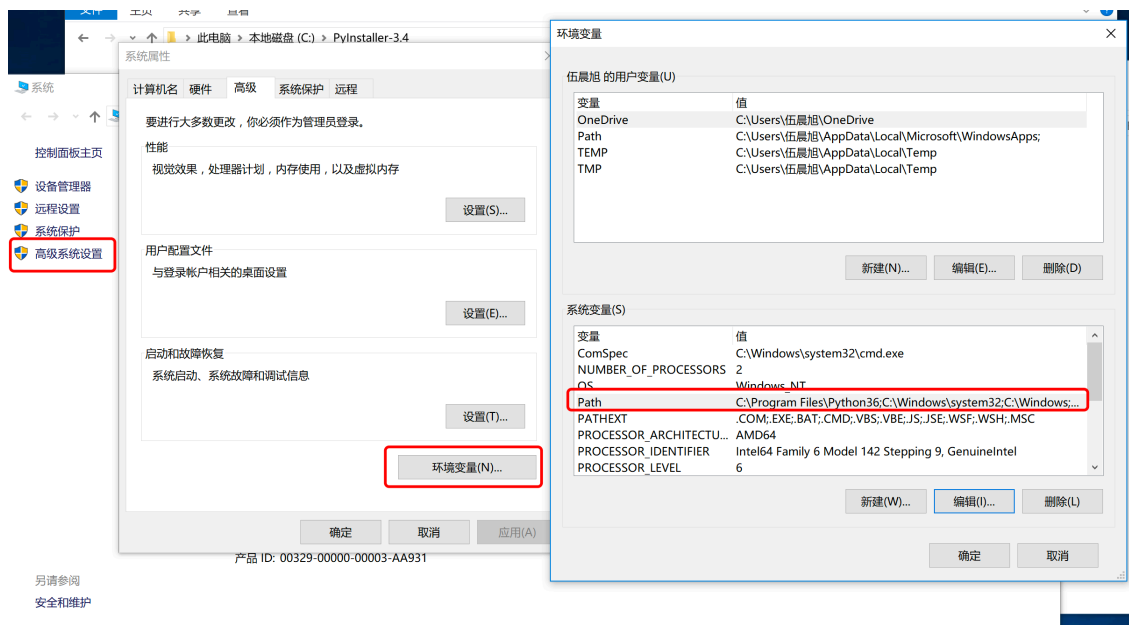 文件 主页 共享 查看
此电脑 > 本地磁盘 (C:) > PyInstaller-3.4
系统
控制面板主页
设备管理器
远程设置
系统保护
高级系统设置
另请参阅
安全和维护
系统属性
计算机名 硬件 高级 系统保护 远程
要进行大多数更改，你必须作为管理员登录。
性能
视觉效果，处理器计划，内存使用，以及虚拟内存
设置(S)...
用户配置文件
与登录帐户相关的桌面设置
设置(E)...
启动和故障恢复
系统启动、系统故障和调试信息
设置(T)...
环境变量(N)...
确定 取消 应用(A)
产品 ID: 00329-00000-00003-AA931
环境变量
伍晨旭 的用户变量(U)
变量 值
OneDrive C:\Users\伍晨旭\OneDrive
Path C:\Users\伍晨旭\AppData\Local\Microsoft\WindowsApps;
TEMP C:\Users\伍晨旭\AppData\Local\Temp
TMP C:\Users\伍晨旭\AppData\Local\Temp
新建(N)... 编辑(E)... 删除(D)
系统变量(S)
变量 值
ComSpec C:\Windows\system32\cmd.exe
NUMBER_OF_PROCESSORS 2
OS Windows_NT
Path C:\Program Files\Python36;C:\Windows\system32;C:\Windows;...
PATHEXT .COM;.EXE;.BAT;.CMD;.VBS;.VBE;.JS;.JSE;.WSF;.WSH;.MSC
PROCESSOR_ARCHITECTU... AMD64
PROCESSOR_IDENTIFIER Intel64 Family 6 Model 142 Stepping 9, GenuineIntel
PROCESSOR_LEVEL 6
新建(W)... 编辑(I)... 删除(L)
确定 取消